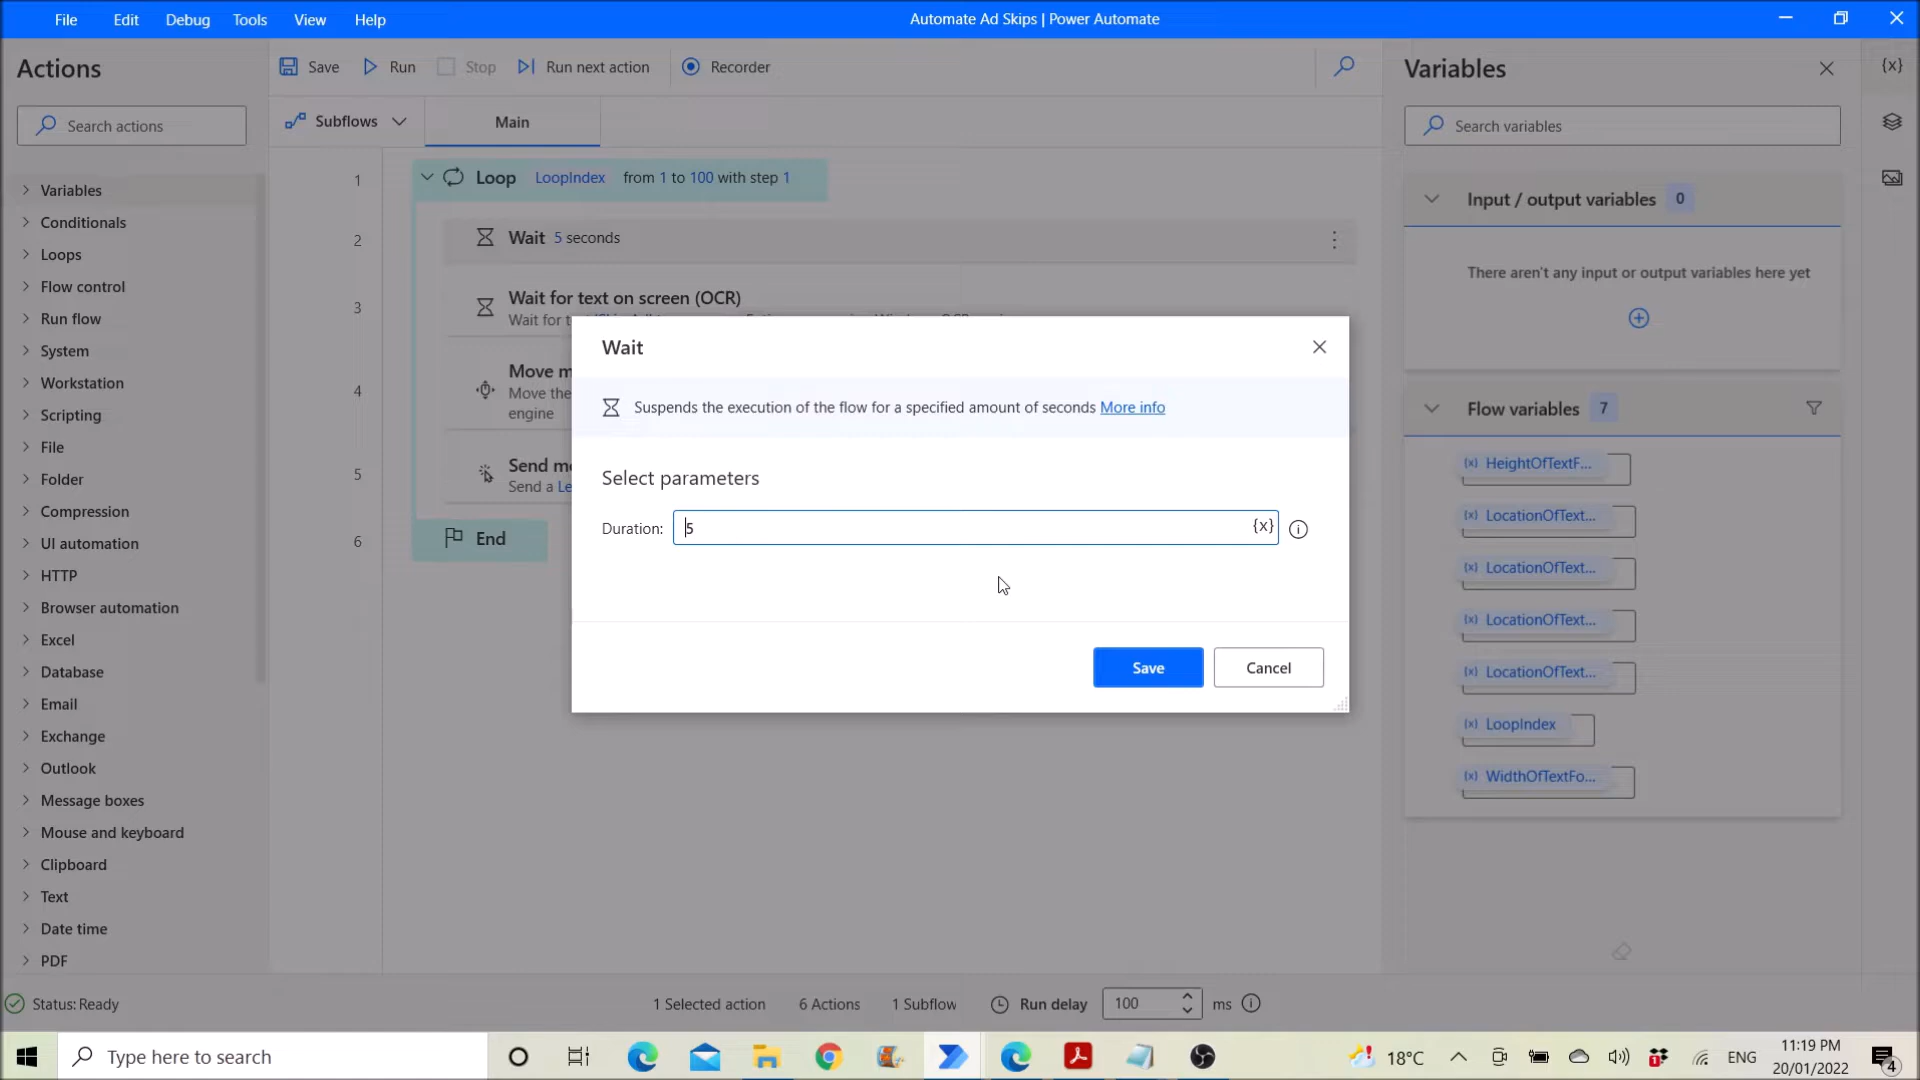 File Edit Debug Tools View Help
Automate Ad Skips | Power Automate
Actions
Search actions
Variables
Conditionals
Loops
Flow control
Run flow
System
Workstation
Scripting
File
Folder
Compression
UI automation
HTTP
Browser automation
Excel
Database
Email
Exchange
Outlook
Message boxes
Mouse and keyboard
Clipboard
Text
Date time
PDF
Save Run Stop Run next action Recorder
Subflows Main
1 Loop LoopIndex from 1 to 100 with step 1
2 Wait 5 seconds
3 Wait for text on screen (OCR)
Wait for t
4 Move m
Move the
engine
5 Send m
Send a Le
6 End
Wait
Suspends the execution of the flow for a specified amount of seconds More info
Select parameters
Duration: 5 {x}
Save Cancel
Variables
{x}
Search variables
Input / output variables 0
There aren't any input or output variables here yet
Flow variables 7
{x} HeightOfTextF...
{x} LocationOfText...
{x} LocationOfText...
{x} LocationOfText...
{x} LocationOfText...
{x} LoopIndex
{x} WidthOfTextFo...
Status: Ready 1 Selected action 6 Actions 1 Subflow Run delay 100 ms
Type here to search
18°C ENG
11:19 PM
20/01/2022
4